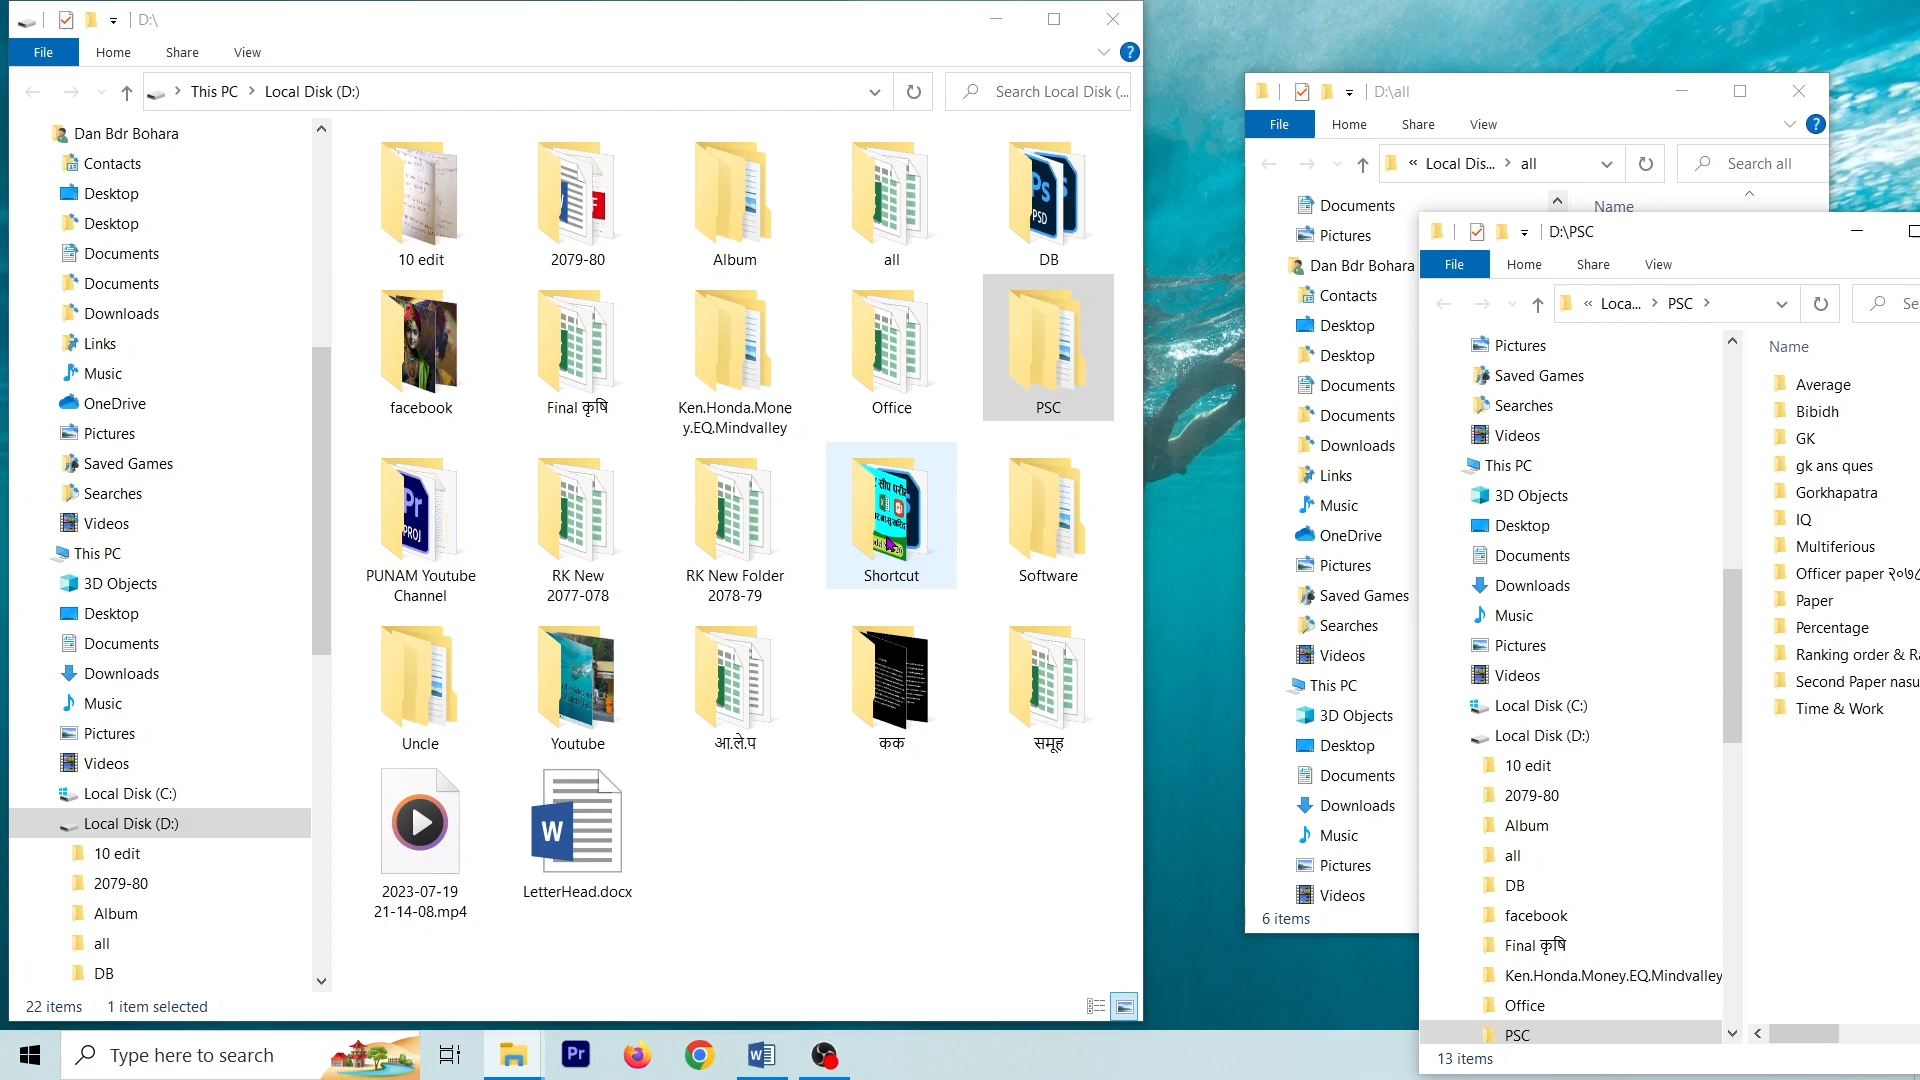 D:\
File Home Share View
This PC > Local Disk (D:)
Search Local Disk (...
Dan Bdr Bohara
Contacts
Desktop
Desktop
Documents
Documents
Downloads
Links
Music
OneDrive
Pictures
Saved Games
Searches
Videos
This PC
3D Objects
Desktop
Documents
Downloads
Music
Pictures
Videos
Local Disk (C:)
Local Disk (D:)
10 edit
2079-80
Album
all
DB
10 edit
2079-80
Album
all
DB
facebook
Final कृषि
Ken.Honda.Mone
y.EQ.Mindvalley
Office
PSC
PUNAM Youtube
Channel
RK New
2077-078
RK New Folder
2078-79
Shortcut
Software
Uncle
Youtube
आ.ले.प
कक
समूह
2023-07-19
21-14-08.mp4
LetterHead.docx
22 items 1 item selected
D:\all
File Home Share View
« Local Dis... > all
Search all
Name
Documents
Pictures
Dan Bdr Bohara
Contacts
Desktop
Desktop
Documents
Documents
Downloads
Links
Music
OneDrive
Pictures
Saved Games
Searches
Videos
This PC
3D Objects
Desktop
Documents
Downloads
Music
Pictures
Videos
6 items
D:\PSC
File Home Share View
« Loca... > PSC >
Se
Pictures
Saved Games
Searches
Videos
This PC
3D Objects
Desktop
Documents
Downloads
Music
Pictures
Videos
Local Disk (C:)
Local Disk (D:)
10 edit
2079-80
Album
all
DB
facebook
Final कृषि
Ken.Honda.Money.EQ.Mindvalley
Office
PSC
Name
Average
Bibidh
GK
gk ans ques
Gorkhapatra
IQ
Multiferious
Officer paper
Paper
Percentage
Ranking order & Ra
Second Paper nasu
Time & Work
13 items
Type here to search